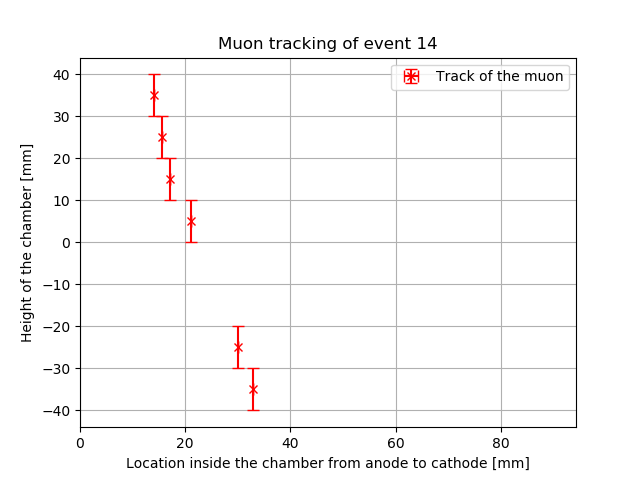 Muon tracking of event 14
Track of the muon
Height of the chamber [mm]
40
30
20
10
0
−10
−20
−30
−40
0 20 40 60 80
Location inside the chamber from anode to cathode [mm]